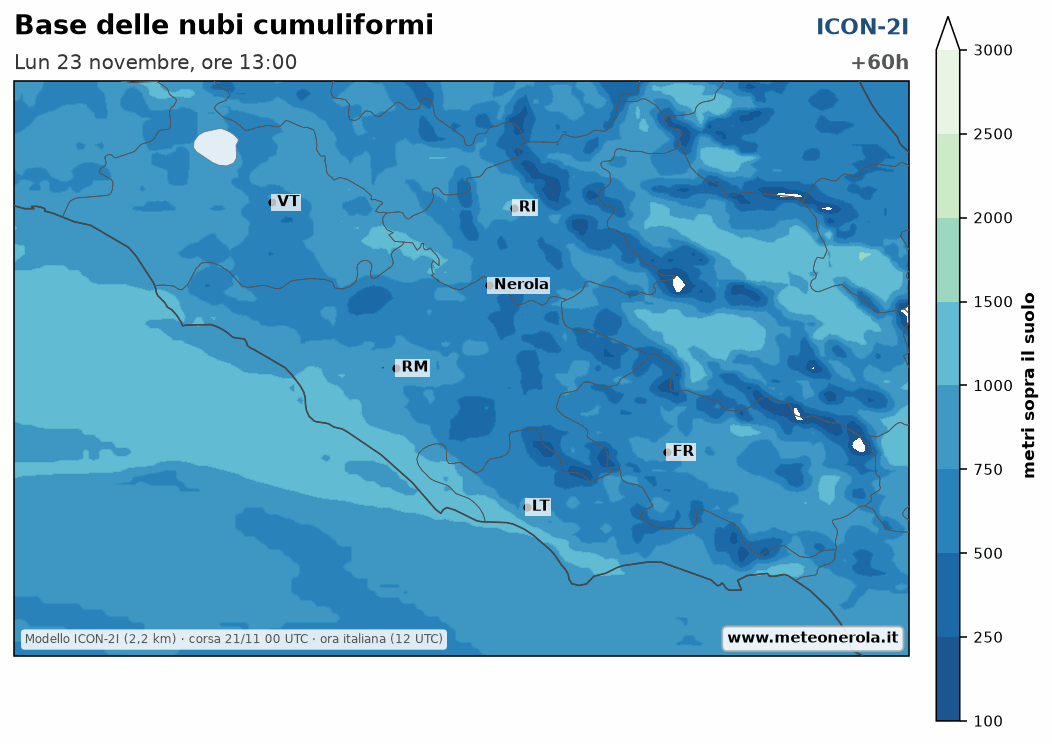 Base delle nubi cumuliformi
ICON-2I
Lun 23 novembre, ore 13:00
+60h
3000
2500
2000
1500
1000
750
500
250
100
metri sopra il suolo
VT
RI
Nerola
RM
FR
LT
Modello ICON-2I (2,2 km) · corsa 21/11 00 UTC · ora italiana (12 UTC)
www.meteonerola.it